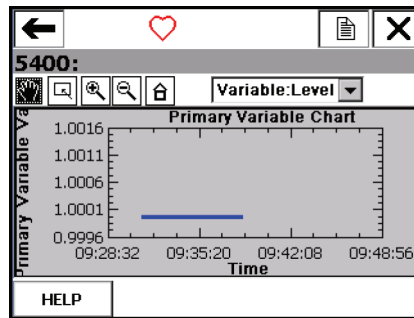 5400:
Variable:Level
Primary Variable Chart
Primary Variable Va
1.0016
1.0011
1.0006
1.0001
0.9996
09:28:32 09:35:20 09:42:08 09:48:56
Time
HELP